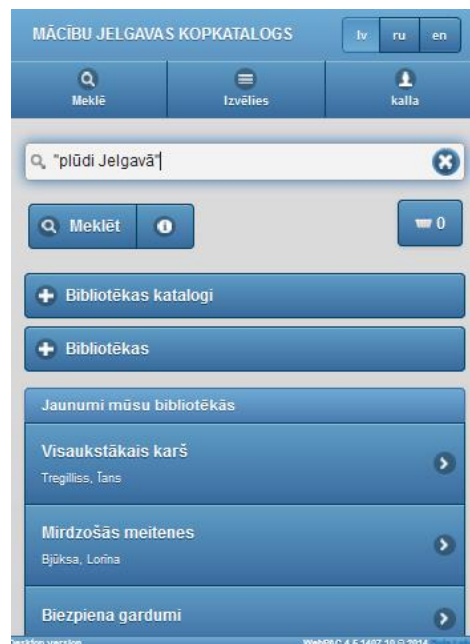 MĀCĪBU JELGAVAS KOPKATALOGS
lv ru en
Meklē Izvēlies kalla
"plūdi Jelgavā"
Meklēt 0
Bibliotēkas katalogi
Bibliotēkas
Jaunumi mūsu bibliotēkās
Visaukstākais karš
Tregilliss, Īans
Mirdzošās meitenes
Bjūksa, Lorīna
Biezpiena gardumi